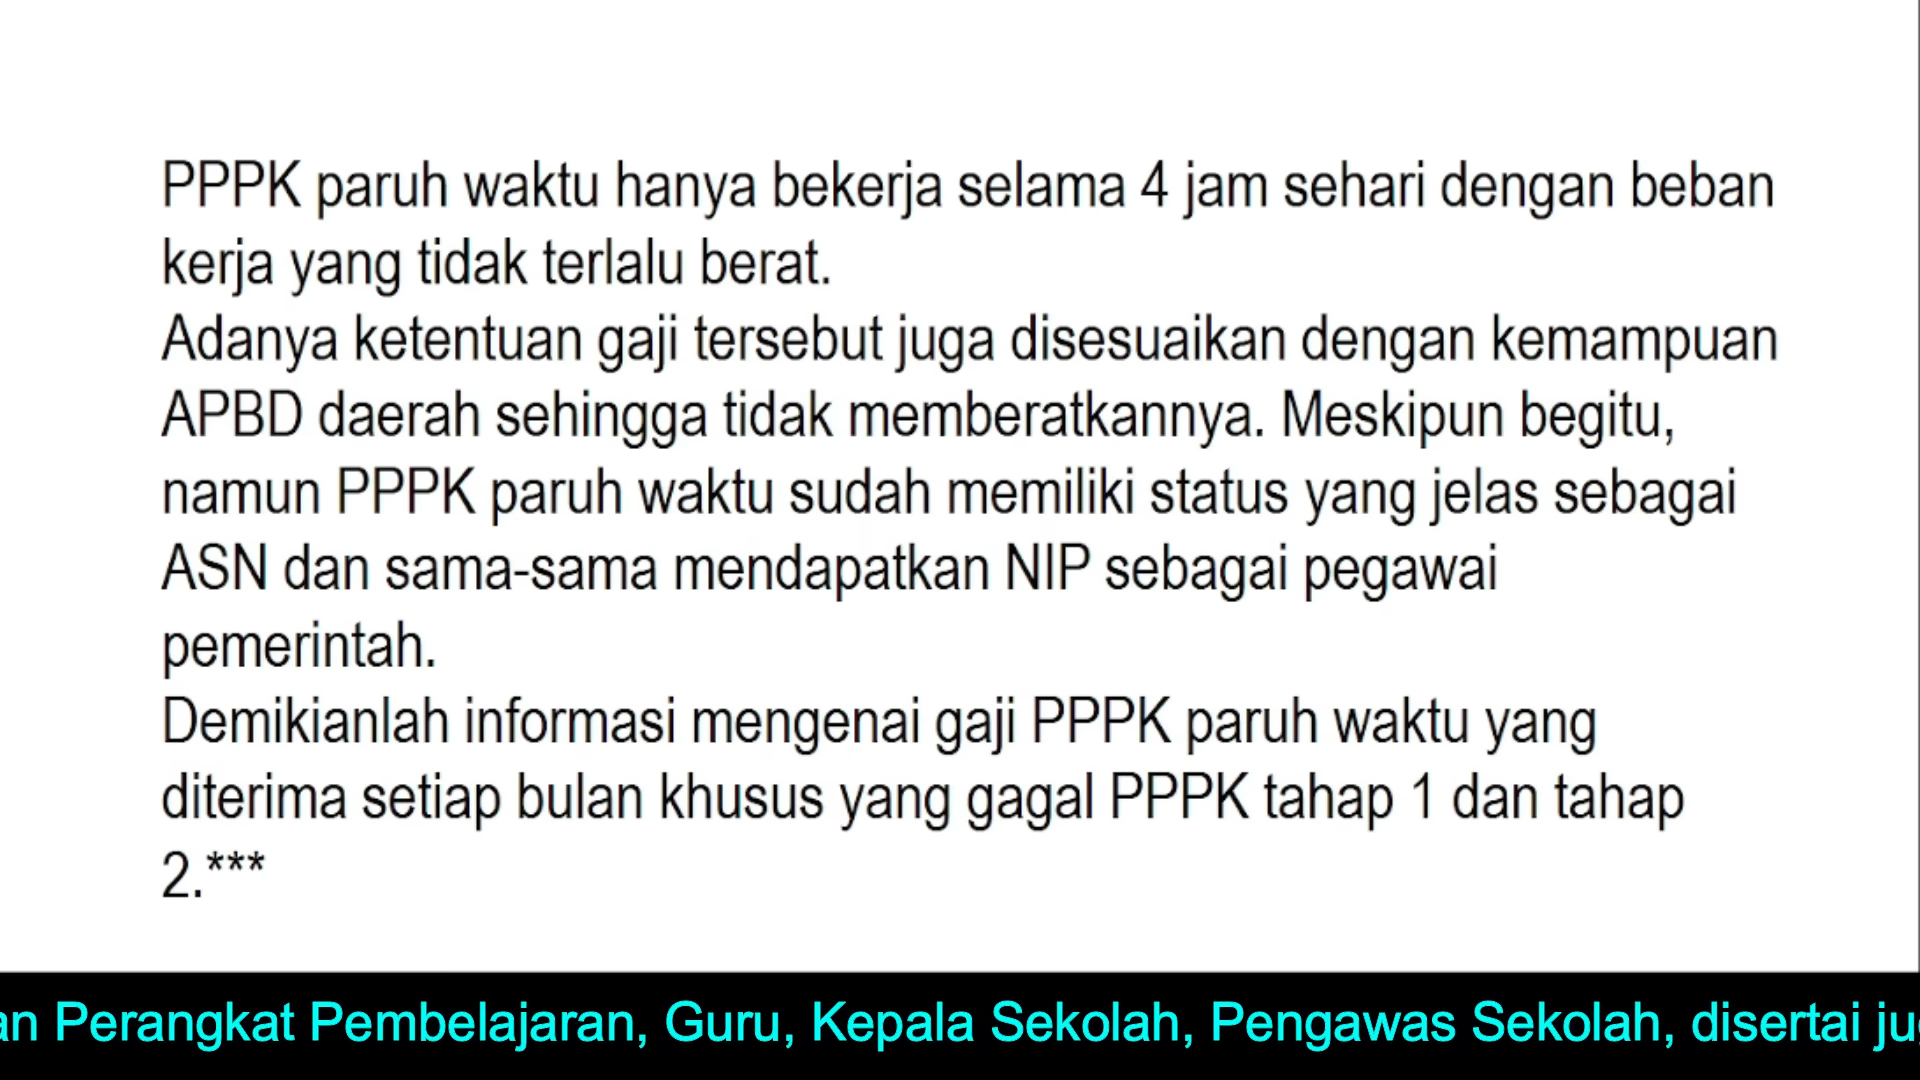 PPPK paruh waktu hanya bekerja selama 4 jam sehari dengan beban
kerja yang tidak terlalu berat.
Adanya ketentuan gaji tersebut juga disesuaikan dengan kemampuan
APBD daerah sehingga tidak memberatkannya. Meskipun begitu,
namun PPPK paruh waktu sudah memiliki status yang jelas sebagai
ASN dan sama-sama mendapatkan NIP sebagai pegawai
pemerintah.
Demikianlah informasi mengenai gaji PPPK paruh waktu yang
diterima setiap bulan khusus yang gagal PPPK tahap 1 dan tahap
2.***
Perangkat Pembelajaran, Guru, Kepala Sekolah, Pengawas Sekolah, disertai